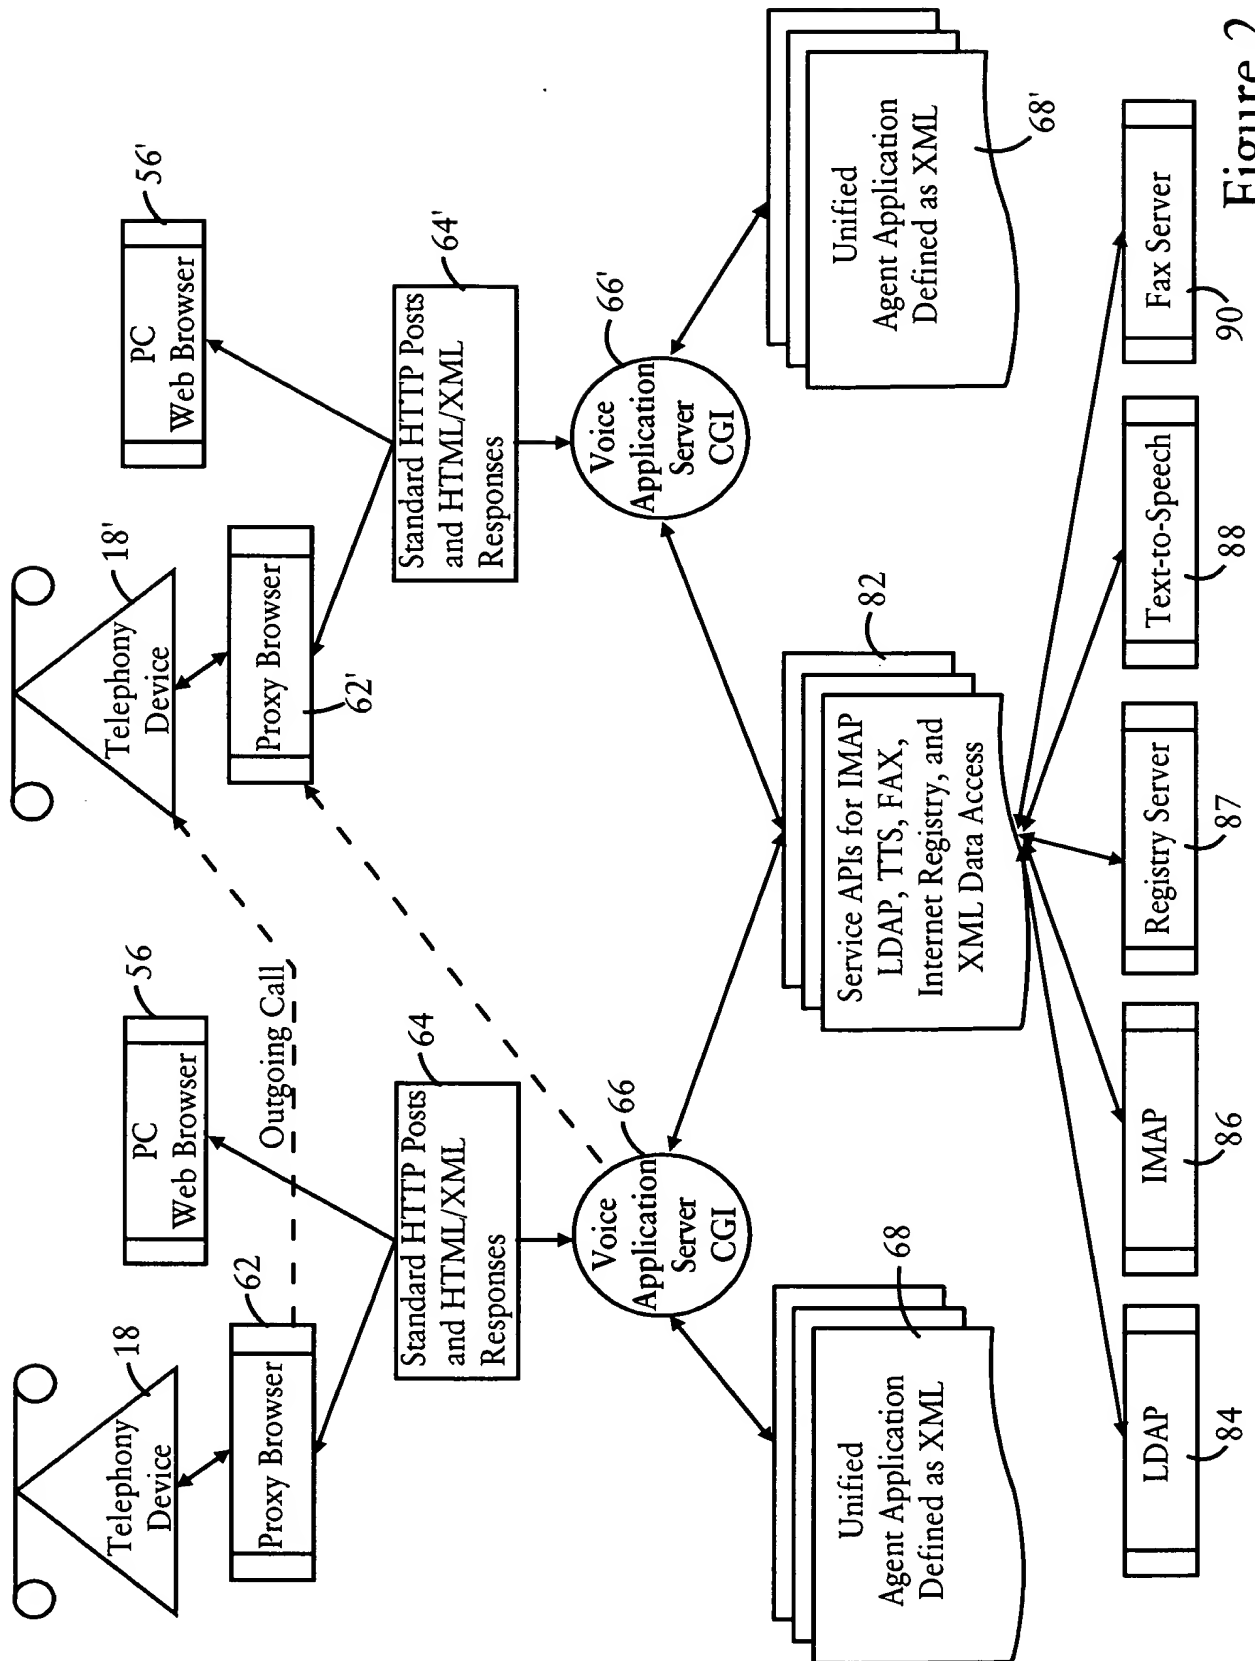 Telephony
Device
18
Proxy Browser
62
PC
Web Browser
56
Outgoing Call
Telephony
Device
18'
Proxy Browser
62'
PC
Web Browser
56'
Standard HTTP Posts
and HTML/XML
Responses
64
Standard HTTP Posts
and HTML/XML
Responses
64'
Voice
Application
Server
CGI
66
Voice
Application
Server
CGI
66'
Unified
Agent Application
Defined as XML
68
Service APIs for IMAP
LDAP, TTS, FAX,
Internet Registry, and
XML Data Access
82
Unified
Agent Application
Defined as XML
68'
LDAP
84
IMAP
86
Registry Server
87
Text-to-Speech
88
Fax Server
90
Figure 2